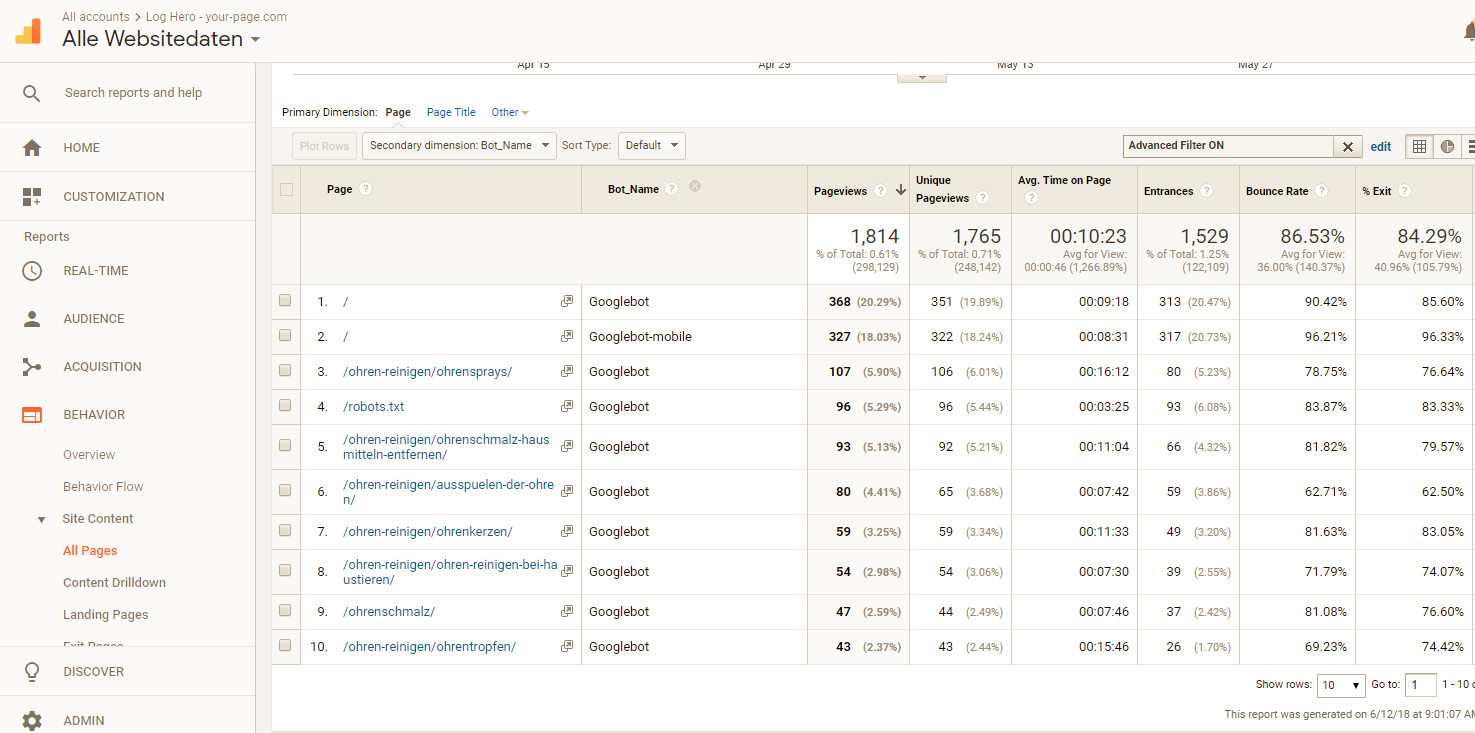 All accounts > Log Hero - your-page.com
Alle Websitedaten
Search reports and help
HOME
CUSTOMIZATION
Reports
REAL-TIME
AUDIENCE
ACQUISITION
BEHAVIOR
Overview
Behavior Flow
Site Content
All Pages
Content Drilldown
Landing Pages
Exit Pages
DISCOVER
ADMIN
Apr 15 Apr 29 May 13 May 27
Primary Dimension: Page Page Title Other
Plot Rows Secondary dimension: Bot_Name Sort Type: Default Advanced Filter ON edit
Page Bot_Name Pageviews Unique Pageviews Avg. Time on Page Entrances Bounce Rate % Exit
1,814 1,765 00:10:23 1,529 86.53% 84.29%
% of Total: 0.61% % of Total: 0.71% Avg for View: % of Total: 1.25% Avg for View: Avg for View:
(298,129) (248,142) 00:00:46 (1,266.89%) (122,109) 36.00% (140.37%) 40.96% (105.79%)
1. / Googlebot 368 (20.29%) 351 (19.89%) 00:09:18 313 (20.47%) 90.42% 85.60%
2. / Googlebot-mobile 327 (18.03%) 322 (18.24%) 00:08:31 317 (20.73%) 96.21% 96.33%
3. /ohren-reinigen/ohrensprays/ Googlebot 107 (5.90%) 106 (6.01%) 00:16:12 80 (5.23%) 78.75% 76.64%
4. /robots.txt Googlebot 96 (5.29%) 96 (5.44%) 00:03:25 93 (6.08%) 83.87% 83.33%
5. /ohren-reinigen/ohrenschmalz-haus
mitteln-entfernen/ Googlebot 93 (5.13%) 92 (5.21%) 00:11:04 66 (4.32%) 81.82% 79.57%
6. /ohren-reinigen/ausspuelen-der-ohre
n/ Googlebot 80 (4.41%) 65 (3.68%) 00:07:42 59 (3.86%) 62.71% 62.50%
7. /ohren-reinigen/ohrenkerzen/ Googlebot 59 (3.25%) 59 (3.34%) 00:11:33 49 (3.20%) 81.63% 83.05%
8. /ohren-reinigen/ohren-reinigen-bei-ha
ustieren/ Googlebot 54 (2.98%) 54 (3.06%) 00:07:30 39 (2.55%) 71.79% 74.07%
9. /ohrenschmalz/ Googlebot 47 (2.59%) 44 (2.49%) 00:07:46 37 (2.42%) 81.08% 76.60%
10. /ohren-reinigen/ohrentropfen/ Googlebot 43 (2.37%) 43 (2.44%) 00:15:46 26 (1.70%) 69.23% 74.42%
Show rows: 10 Go to: 1 1 - 10
This report was generated on 6/12/18 at 9:01:07 AM